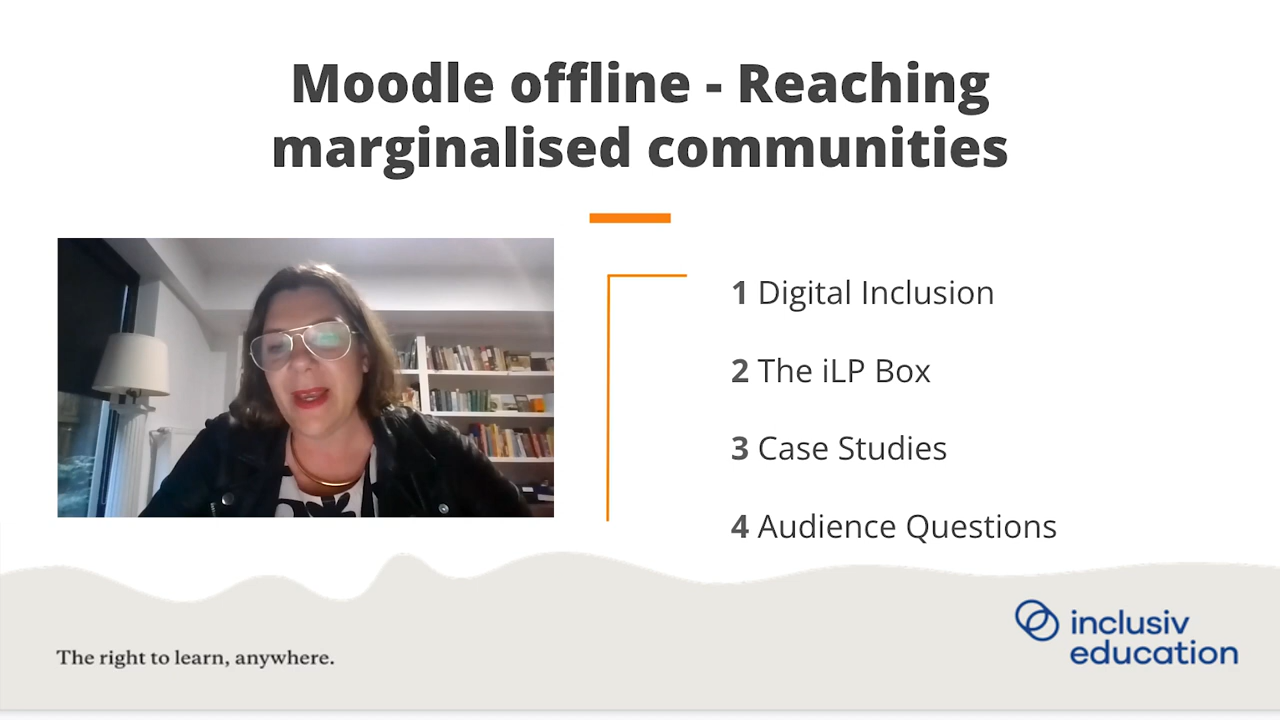 Moodle offline - Reaching
marginalised communities
1 Digital Inclusion
2 The iLP Box
3 Case Studies
4 Audience Questions
The right to learn, anywhere.
inclusiv
education